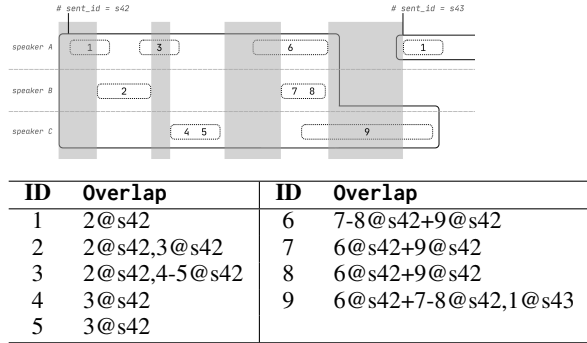 # sent_id = s42 # sent_id = s43
speaker A 1 3 6 1
speaker B 2 7 8
speaker C 4 5 9
ID Overlap ID Overlap
1 2@s42 6 7-8@s42+9@s42
2 2@s42,3@s42 7 6@s42+9@s42
3 2@s42,4-5@s42 8 6@s42+9@s42
4 3@s42 9 6@s42+7-8@s42,1@s43
5 3@s42